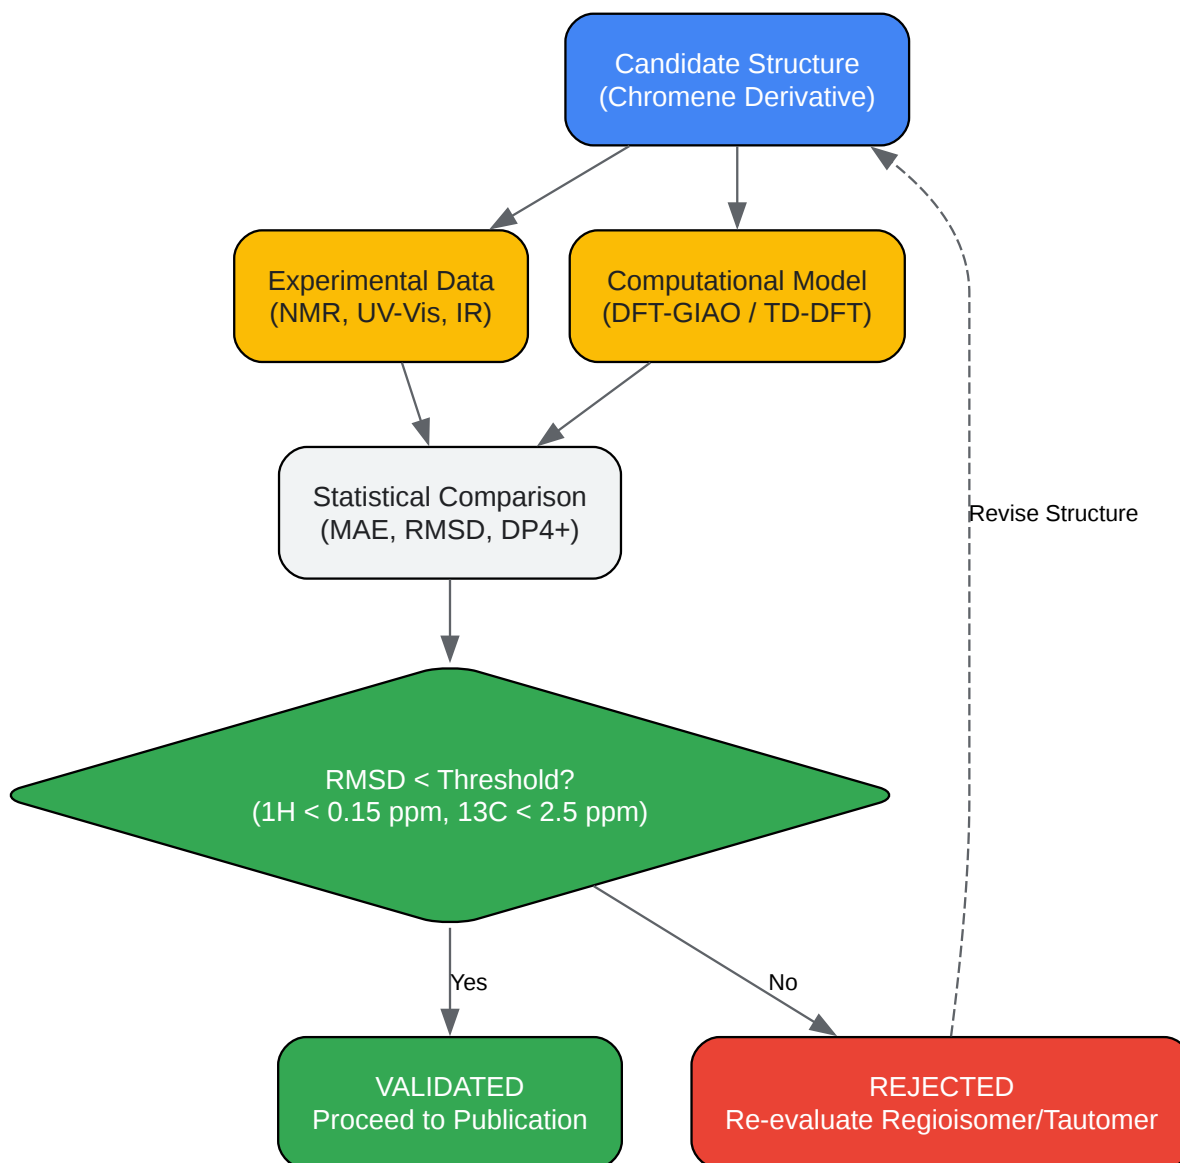 Candidate Structure
(Chromene Derivative)
Experimental Data
(NMR, UV-Vis, IR)
Computational Model
(DFT-GIAO / TD-DFT)
Statistical Comparison
(MAE, RMSD, DP4+)
Revise Structure
RMSD < Threshold?
(1H < 0.15 ppm, 13C < 2.5 ppm)
Yes
No
VALIDATED
Proceed to Publication
REJECTED
Re-evaluate Regioisomer/Tautomer